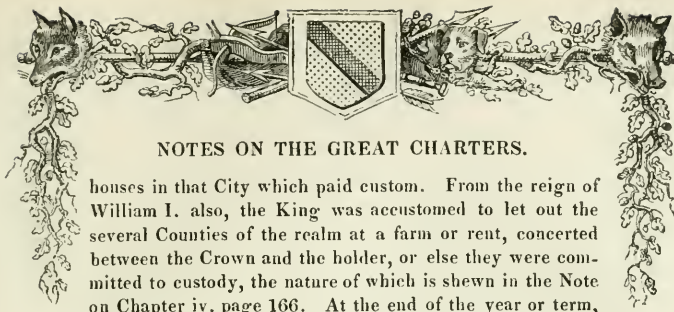 NOTES ON THE GREAT CHARTERS.
houses in that City which paid custom. From the reign of
William I. also, the King was accustomed to let out the
several Counties of the realm at a farm or rent, concerted
between the Crown and the holder, or else they were com-
mitted to custody, the nature of which is shewn in the Note
on Chapter iv. page 166. At the end of the year or term,